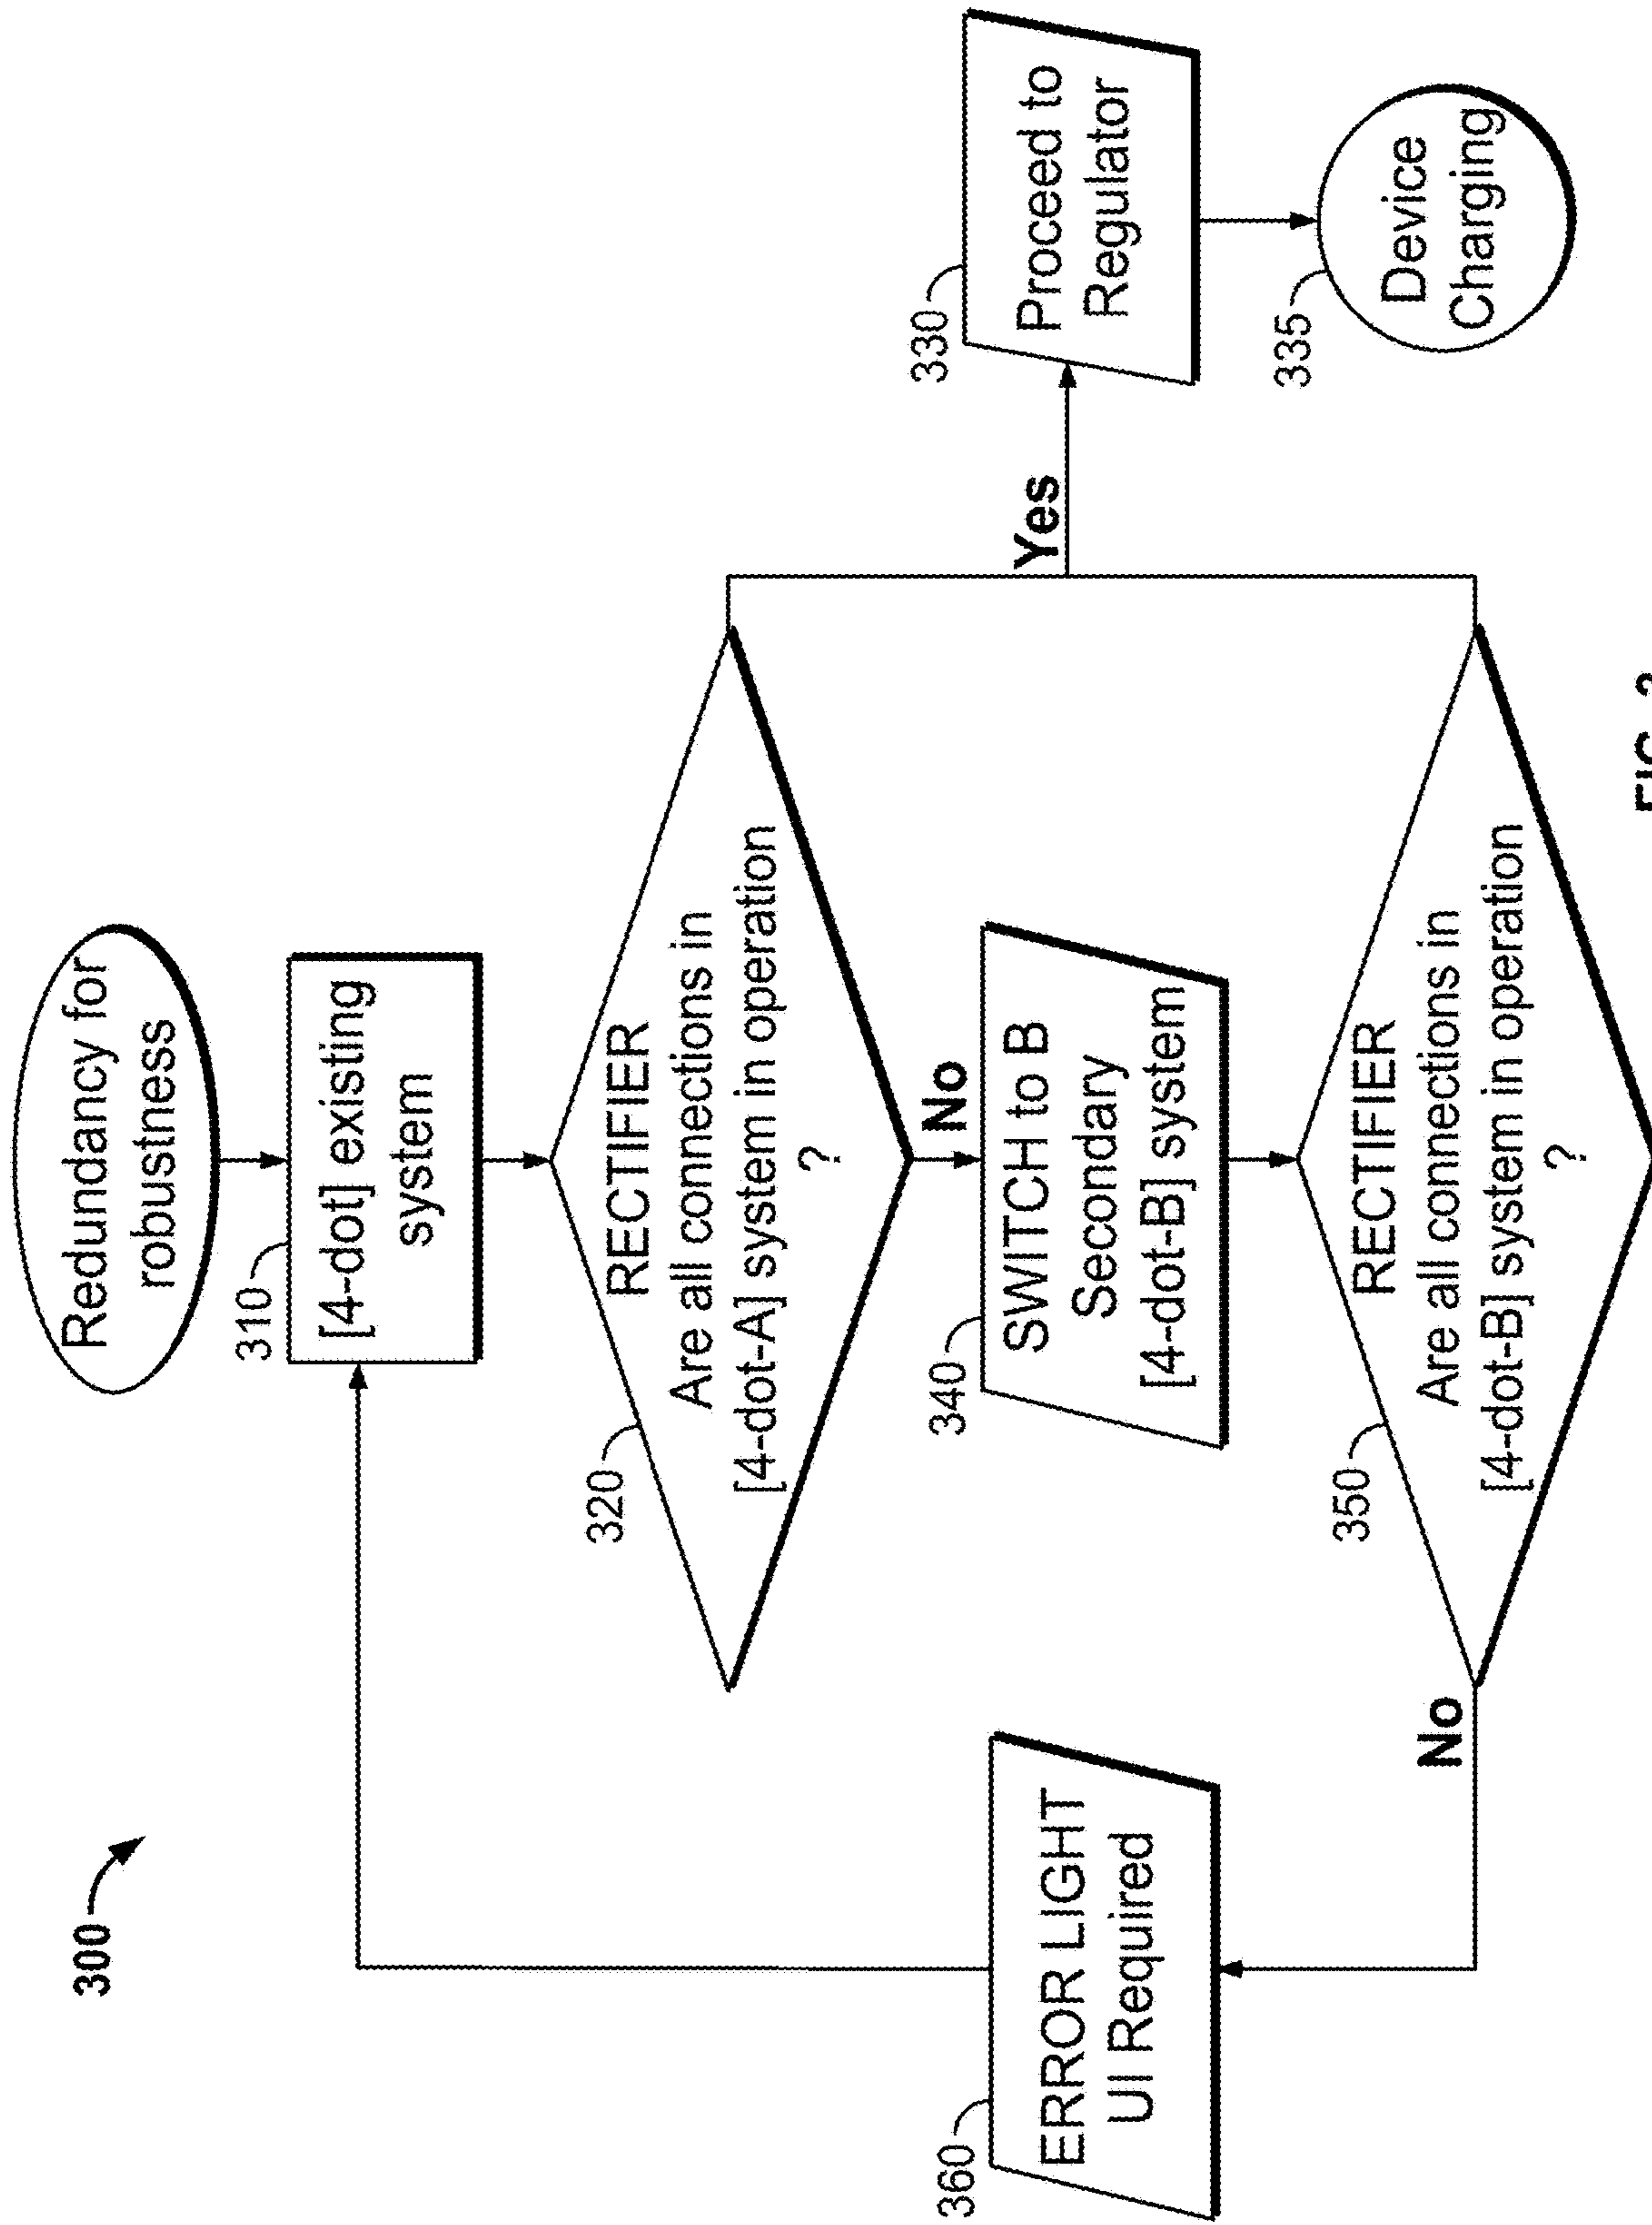 300
Redundancy for
robustness
310
[4-dot] existing
system
320
RECTIFIER
Are all connections in
[4-dot-A] system in operation
?
Yes
330
Proceed to
Regulator
335
Device
Charging
No
340
SWITCH to B
Secondary
[4-dot-B] system
350
RECTIFIER
Are all connections in
[4-dot-B] system in operation
?
No
360
ERROR LIGHT
UI Required
FIG.